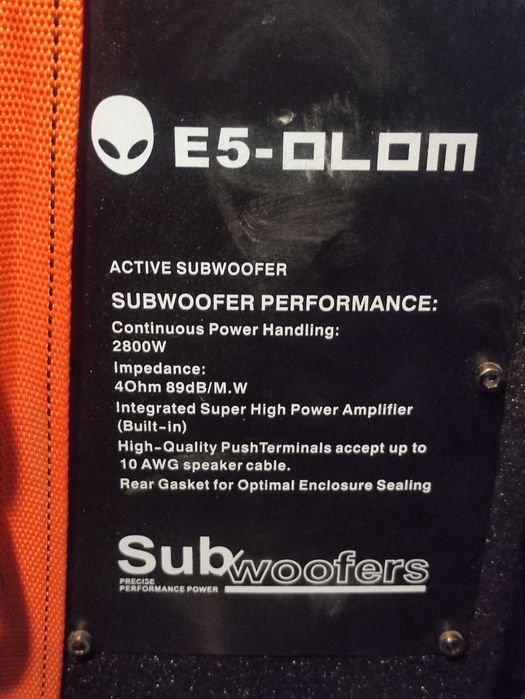 E5-OLOM
ACTIVE SUBWOOFER
SUBWOOFER PERFORMANCE:
Continuous Power Handling:
2800W
Impedance:
4Ohm 89dB/M.W
Integrated Super High Power Amplifier
(Built-in)
High-Quality PushTerminals accept up to
10 AWG speaker cable.
Rear Gasket for Optimal Enclosure Sealing
Subwoofers
PRECISE
PERFORMANCE POWER